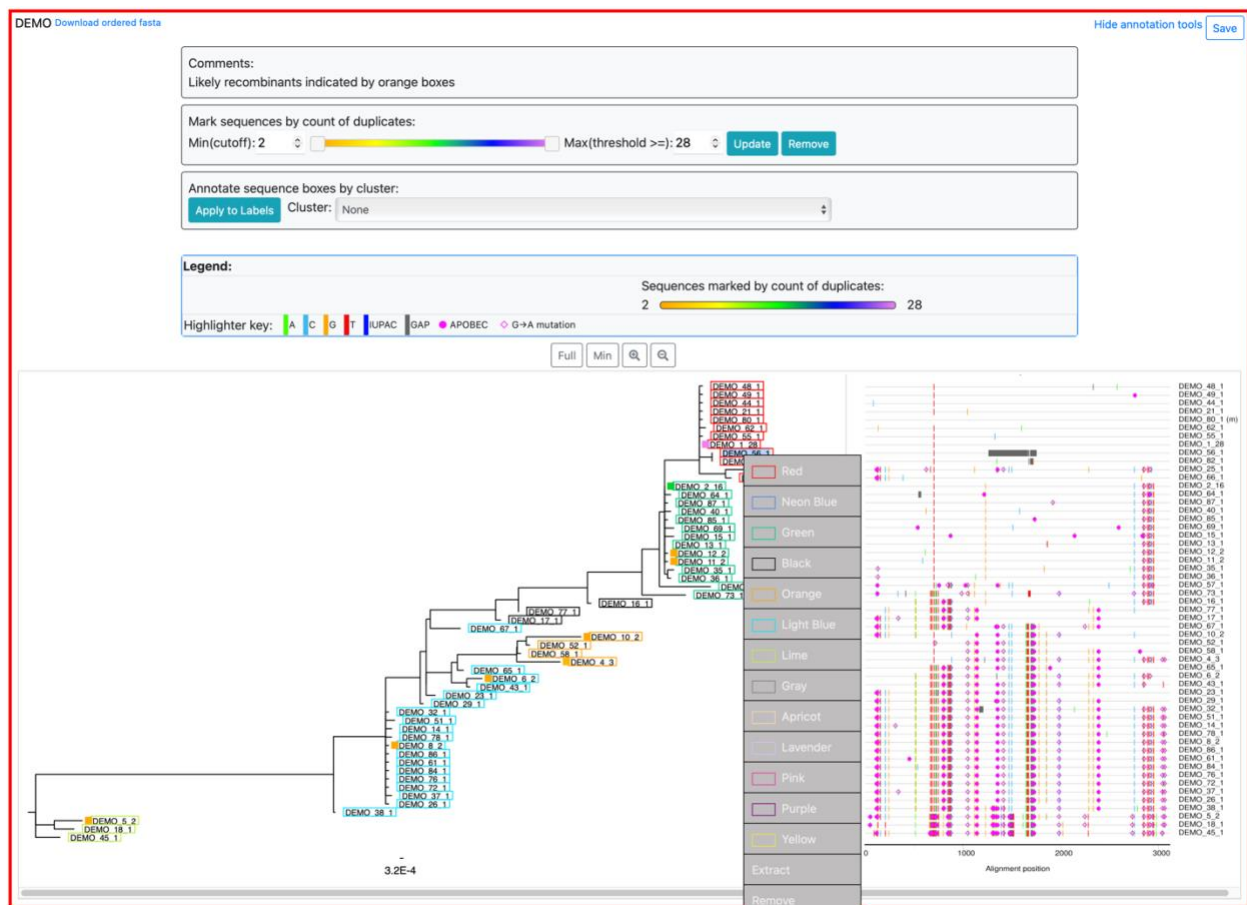 DEMO Download ordered fasta
Hide annotation tools Save
Comments:
Likely recombinants indicated by orange boxes
Mark sequences by count of duplicates:
Min(cutoff): 2 Max(threshold >=): 28 Update Remove
Annotate sequence boxes by cluster:
Apply to Labels Cluster: None
Legend:
Sequences marked by count of duplicates:
2 28
Highlighter key: A C G T IUPAC GAP APOBEC G→A mutation
Full Min
DEMO_48_1
DEMO_49_1
DEMO_44_1
DEMO_21_1
DEMO_80_1
DEMO_62_1
DEMO_55_1
DEMO_1_28
DEMO_56_1
DEMO_2_16
DEMO_64_1
DEMO_87_1
DEMO_40_1
DEMO_85_1
DEMO_69_1
DEMO_15_1
DEMO_13_1
DEMO_12_2
DEMO_11_2
DEMO_35_1
DEMO_36_1
DEMO_73_1
DEMO_16_1
DEMO_77_1
DEMO_17_1
DEMO_67_1
DEMO_10_2
DEMO_52_1
DEMO_58_1
DEMO_4_3
DEMO_65_1
DEMO_6_2
DEMO_43_1
DEMO_23_1
DEMO_29_1
DEMO_32_1
DEMO_51_1
DEMO_14_1
DEMO_78_1
DEMO_8_2
DEMO_86_1
DEMO_61_1
DEMO_84_1
DEMO_76_1
DEMO_72_1
DEMO_37_1
DEMO_26_1
DEMO_38_1
DEMO_5_2
DEMO_18_1
DEMO_45_1
3.2E-4
Red
Neon Blue
Green
Black
Orange
Light Blue
Lime
Gray
Apricot
Lavender
Pink
Purple
Yellow
Extract
Remove
DEMO_48_1
DEMO_49_1
DEMO_44_1
DEMO_21_1
DEMO_80_1 (m)
DEMO_62_1
DEMO_55_1
DEMO_1_28
DEMO_56_1
DEMO_82_1
DEMO_25_1
DEMO_66_1
DEMO_2_16
DEMO_64_1
DEMO_87_1
DEMO_40_1
DEMO_85_1
DEMO_69_1
DEMO_15_1
DEMO_13_1
DEMO_12_2
DEMO_11_2
DEMO_35_1
DEMO_36_1
DEMO_57_1
DEMO_73_1
DEMO_16_1
DEMO_77_1
DEMO_17_1
DEMO_67_1
DEMO_10_2
DEMO_52_1
DEMO_58_1
DEMO_4_3
DEMO_65_1
DEMO_6_2
DEMO_43_1
DEMO_23_1
DEMO_29_1
DEMO_32_1
DEMO_51_1
DEMO_14_1
DEMO_78_1
DEMO_8_2
DEMO_86_1
DEMO_61_1
DEMO_84_1
DEMO_76_1
DEMO_72_1
DEMO_37_1
DEMO_26_1
DEMO_38_1
DEMO_5_2
DEMO_18_1
DEMO_45_1
0 1000 2000 3000
Alignment position